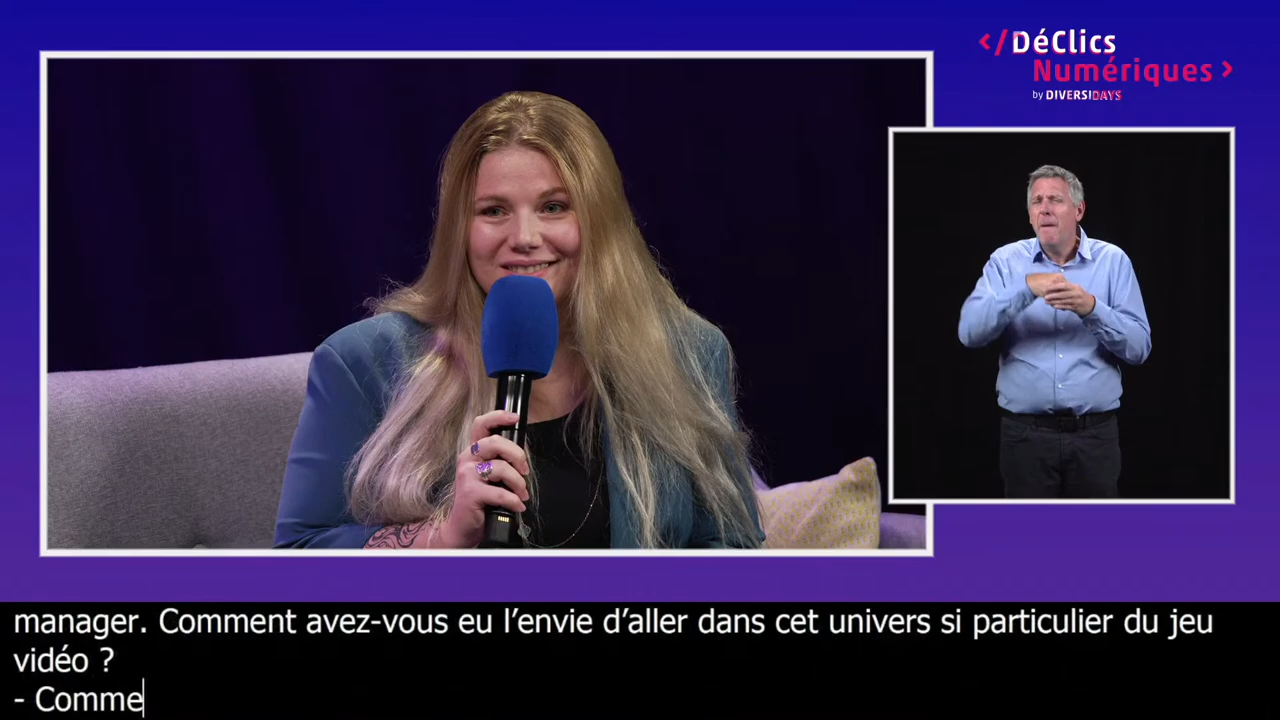 </DéClics
Numériques>
by DIVERSIDAYS
manager. Comment avez-vous eu l’envie d’aller dans cet univers si particulier du jeu
vidéo ?
- Comme